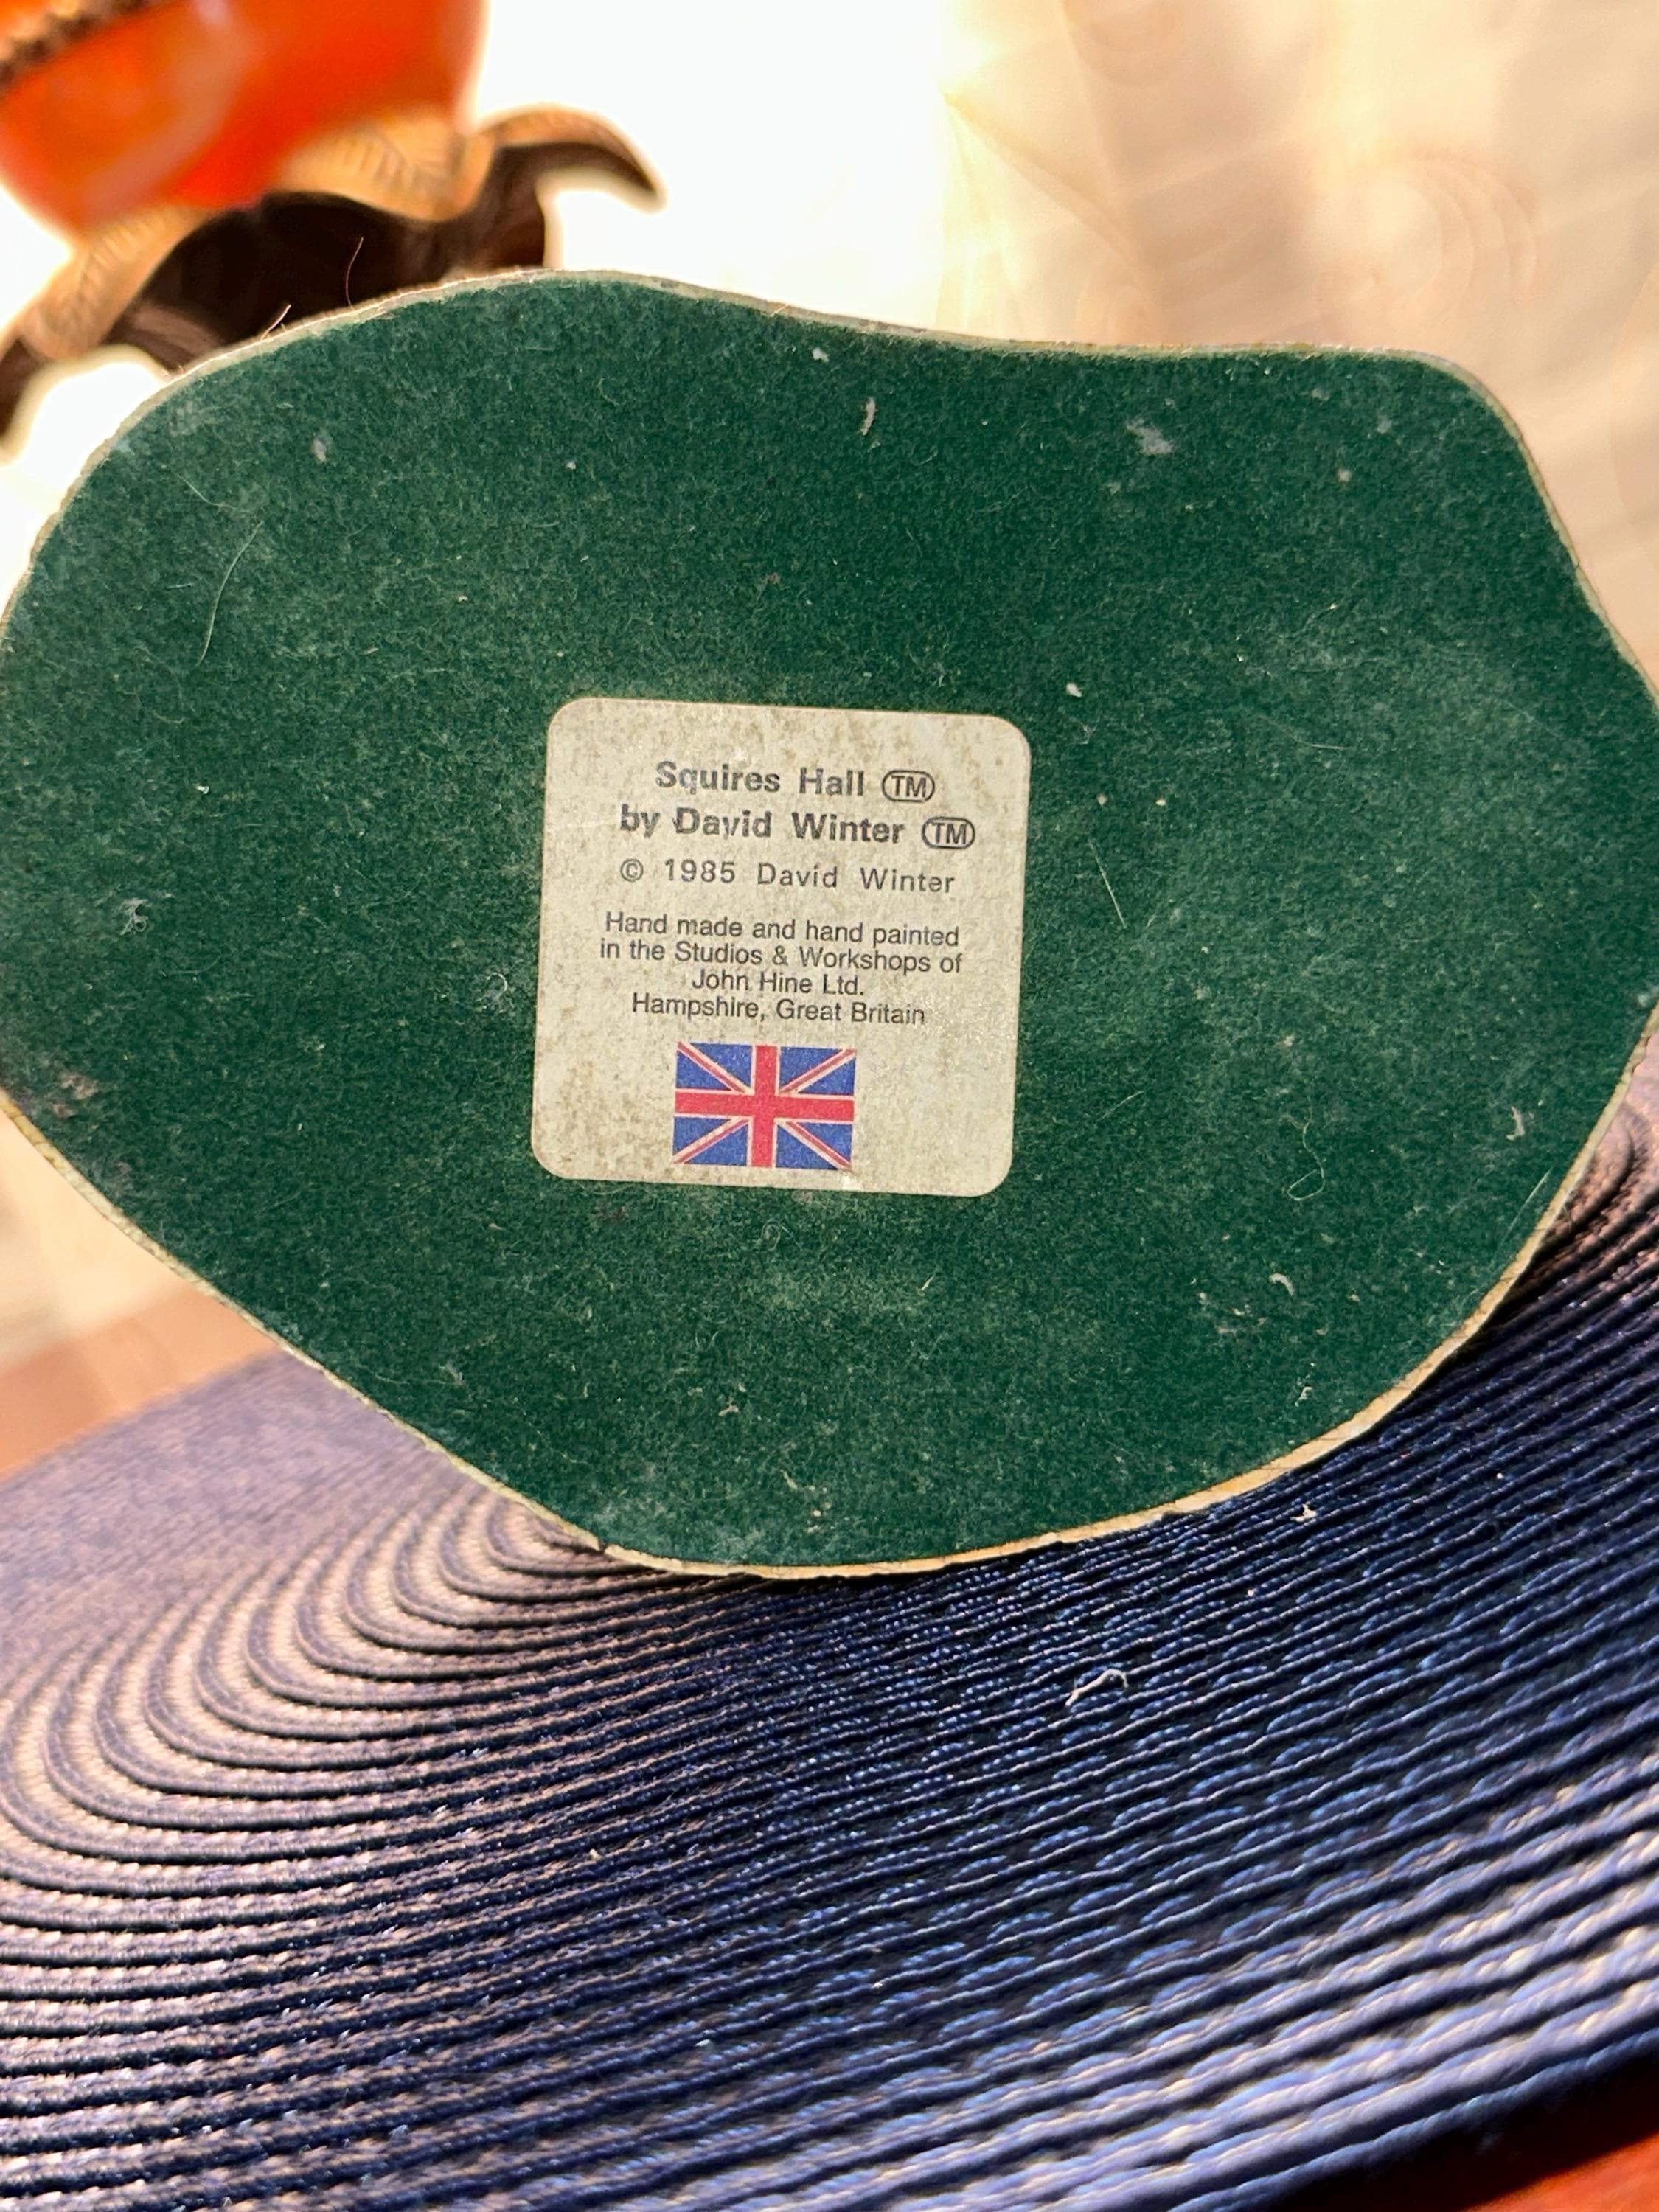 Squires Hall TM
by David Winter TM
© 1985 David Winter
Hand made and hand painted
in the Studios & Workshops of
John Hine Ltd.
Hampshire, Great Britain